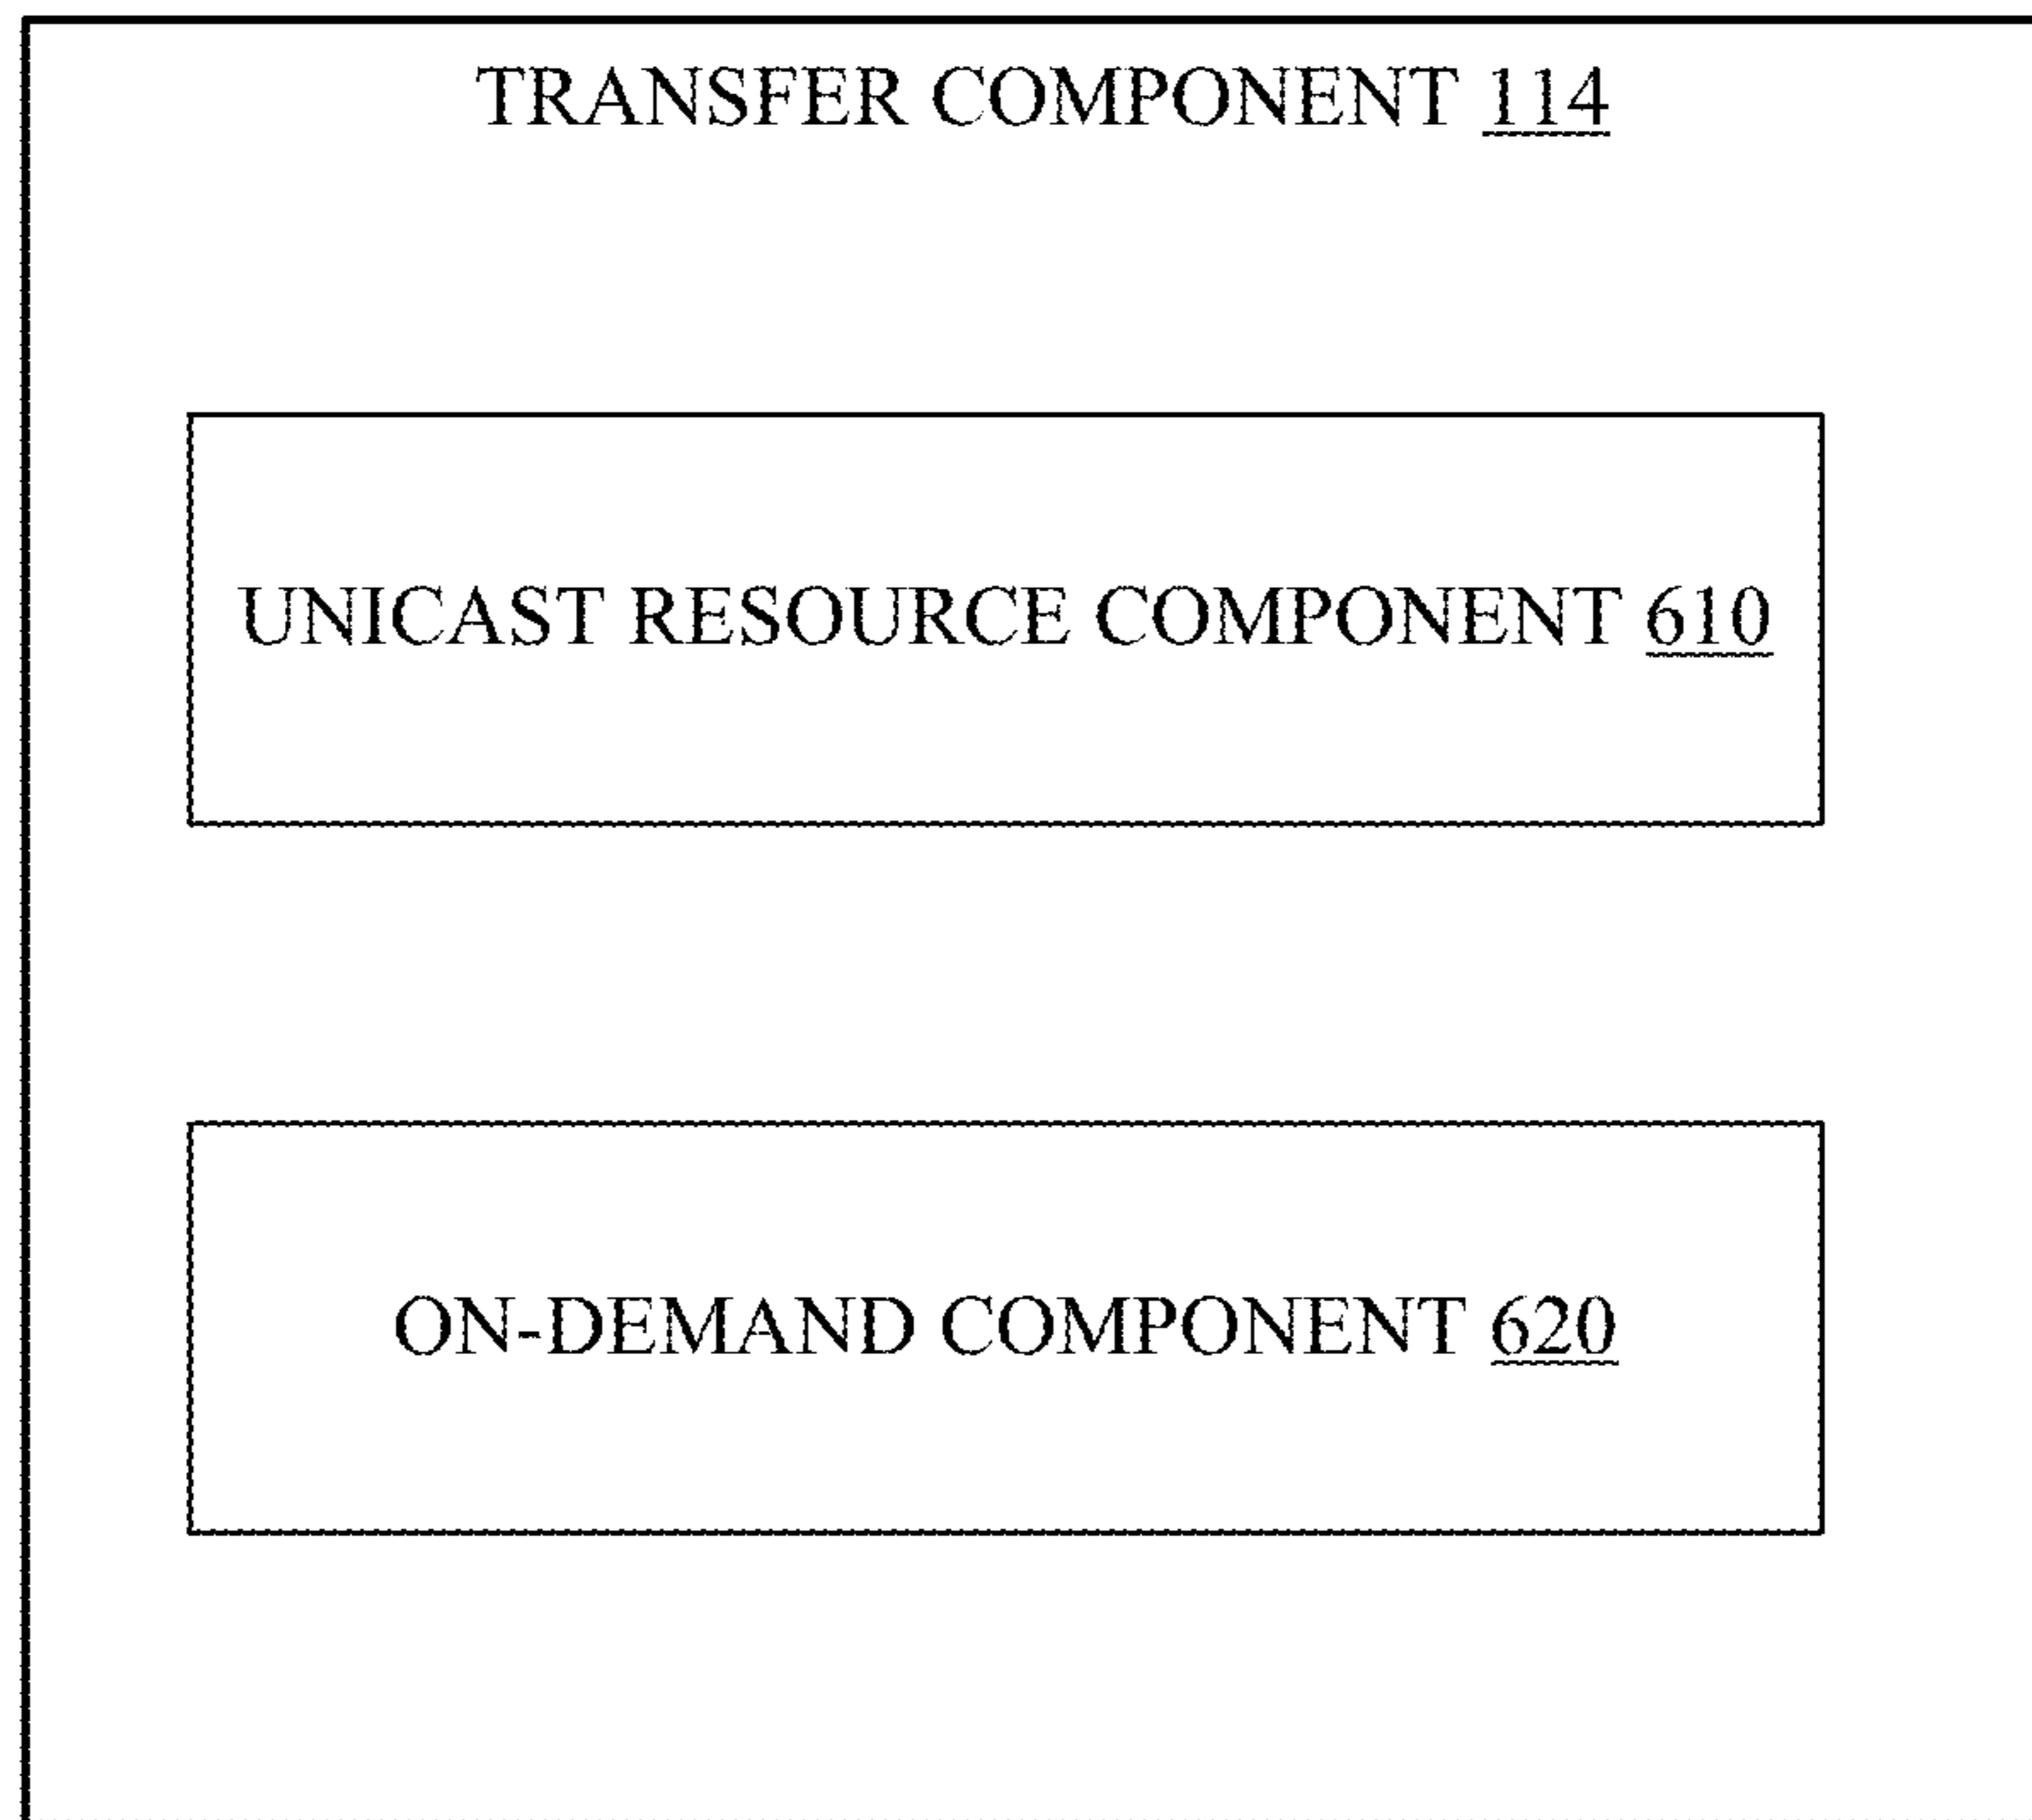 TRANSFER COMPONENT 114
UNICAST RESOURCE COMPONENT 610
ON-DEMAND COMPONENT 620